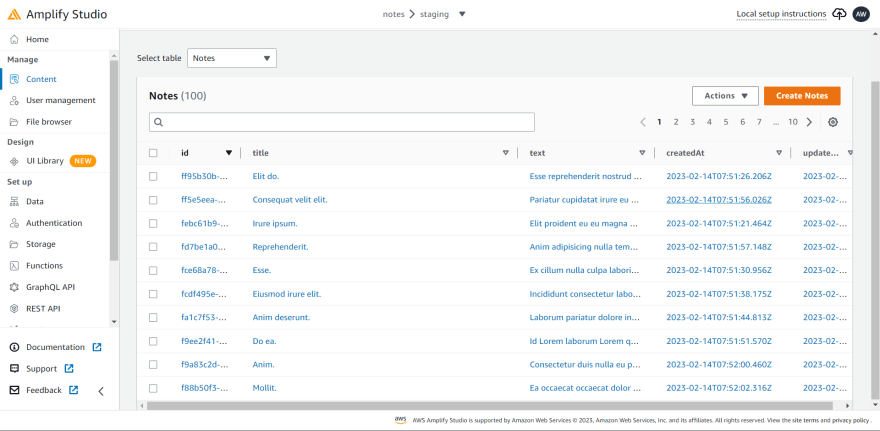 Amplify Studio
notes > staging ▼
Local setup instructions
AW
Home
Manage
Content
User management
File browser
Design
UI Library NEW
Set up
Data
Authentication
Storage
Functions
GraphQL API
REST API
Documentation
Support
Feedback
Select table Notes
Notes (100)
Actions ▼ Create Notes
1 2 3 4 5 6 7 ... 10
id title text createdAt update...
ff95b30b-... Elit do. Esse reprehenderit nostrud ... 2023-02-14T07:51:26.206Z 2023-02-...
ff5e5eea-... Consequat velit elit. Pariatur cupidatat irure eu ... 2023-02-14T07:51:56.026Z 2023-02-...
febc61b9-... Irure ipsum. Elit proident eu eu magna ... 2023-02-14T07:51:21.464Z 2023-02-...
fd7be1a0... Reprehenderit. Anim adipisicing nulla tem... 2023-02-14T07:51:57.148Z 2023-02-...
fce68a78-... Esse. Ex cillum nulla culpa labori... 2023-02-14T07:51:30.956Z 2023-02-...
fcdf495e-... Eiusmod irure elit. Incididunt consectetur labo... 2023-02-14T07:51:38.175Z 2023-02-...
fa1c7f53-... Anim deserunt. Laborum pariatur dolore in... 2023-02-14T07:51:44.813Z 2023-02-...
f9ee2f41-... Do ea. Id Lorem laborum Lorem q... 2023-02-14T07:51:51.570Z 2023-02-...
f9a83c2d-... Anim. Consectetur duis nulla eu p... 2023-02-14T07:52:00.460Z 2023-02-...
f88b50f3-... Mollit. Ea occaecat occaecat dolor ... 2023-02-14T07:52:02.316Z 2023-02-...
aws AWS Amplify Studio is supported by Amazon Web Services © 2023, Amazon Web Services, Inc. and its affiliates. All rights reserved. View the site terms and privacy policy.